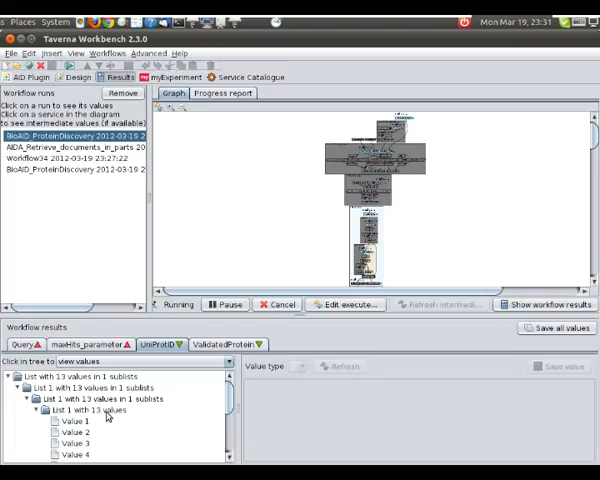 Places System Mon Mar 19, 23:31
Taverna Workbench 2.3.0
File Edit Insert View Workflows Advanced Help
AID Plugin Design Results myExperiment Service Catalogue
Workflow runs Remove
Click on a run to see its values
Click on a service in the diagram
to see intermediate values (if available)
BioAID_ProteinDiscovery 2012-03-19 2
AIDA_Retrieve_documents_in_parts 20
Workflow34 2012-03-19 23:27:22
BioAID_ProteinDiscovery 2012-03-19 2
Graph Progress report
Running Pause Cancel Edit execute... Refresh intermedi... Show workflow results
Workflow results Save all values
Query maxHits_parameter UniProtID ValidatedProtein
Click in tree to view values
List with 13 values in 1 sublists
List 1 with 13 values in 1 sublists
List 1 with 13 values in 1 sublists
List 1 with 13 values
Value 1
Value 2
Value 3
Value 4
Value type Refresh Save value